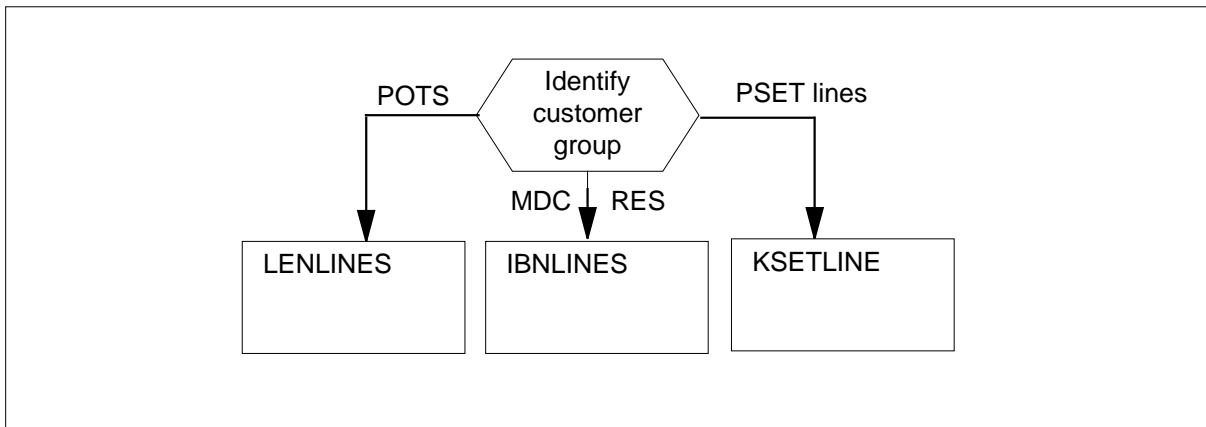 Identify
customer
group
POTS
PSET lines
MDC RES
LENLINES
IBNLINES
KSETLINE